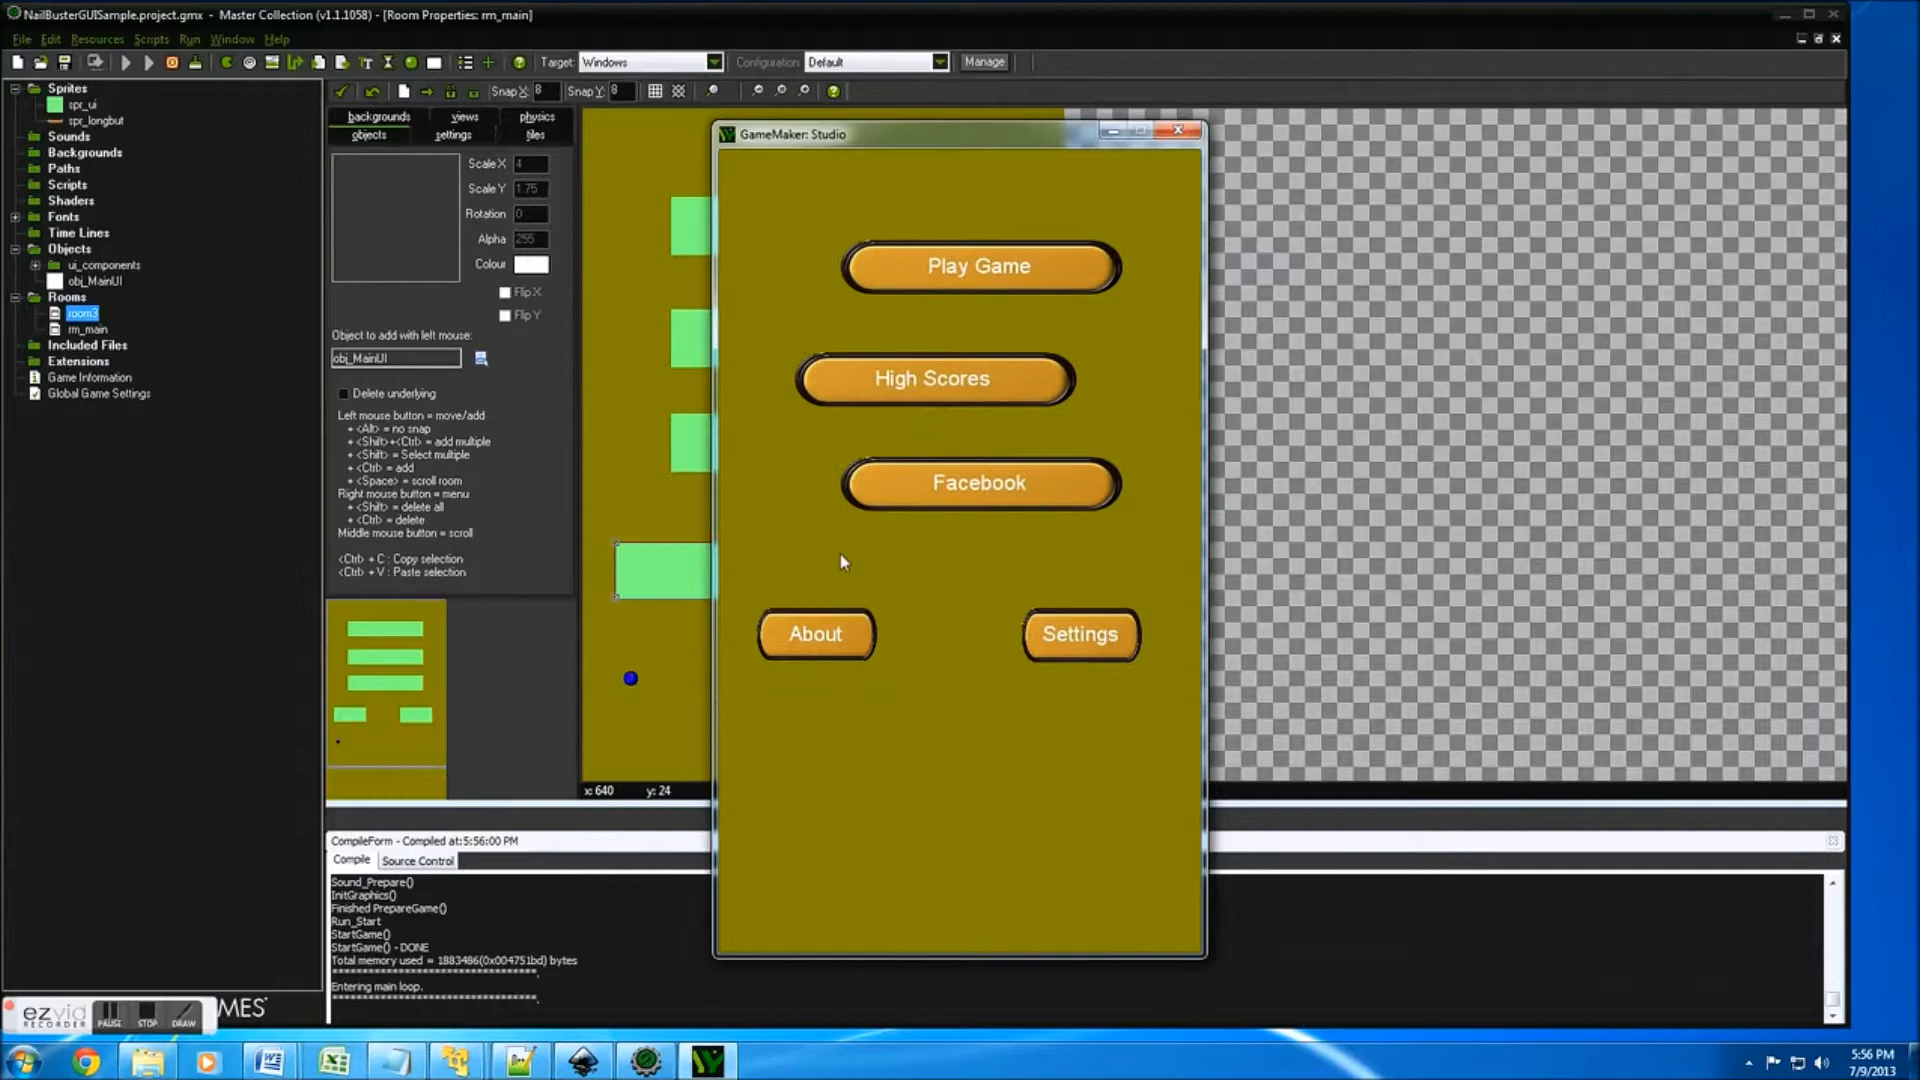 NailBusterGUISample.project.gmx - Master Collection (v1.1.1058) - [Room Properties: rm_main]
File Edit Resources Scripts Run Window Help
Target: Windows Configuration Default Manage
Snap X: 8 Snap Y: 8
Sprites
spr_ui
spr_longbut
Sounds
Backgrounds
Paths
Scripts
Shaders
Fonts
Time Lines
Objects
ui_components
obj_MainUI
Rooms
room3
rm_main
Included Files
Extensions
Game Information
Global Game Settings
backgrounds views physics
objects settings tiles
Scale X 4
Scale Y 1.75
Rotation 0
Alpha 255
Colour
Flip X
Flip Y
Object to add with left mouse:
obj_MainUI
Delete underlying
Left mouse button = move/add
+ <Alt> = no snap
+ <Shift>+<Ctrl> = add multiple
+ <Shift> = Select multiple
+ <Ctrl> = add
+ <Space> = scroll room
Right mouse button = menu
+ <Shift> = delete all
+ <Ctrl> = delete
Middle mouse button = scroll
<Ctrl + C : Copy selection
<Ctrl + V : Paste selection
x: 640 y: 24
GameMaker: Studio
Play Game
High Scores
Facebook
About Settings
CompileForm - Compiled at:5:56:00 PM
Compile Source Control
Sound_Prepare()
InitGraphics()
Finished PrepareGame()
Run_Start
StartGame()
StartGame() - DONE
Total memory used = 1883486(0x004751bd) bytes
**********************************.
Entering main loop.
**********************************.
ezvid
RECORDER
PAUSE STOP DRAW
MES
5:56 PM
7/9/2013